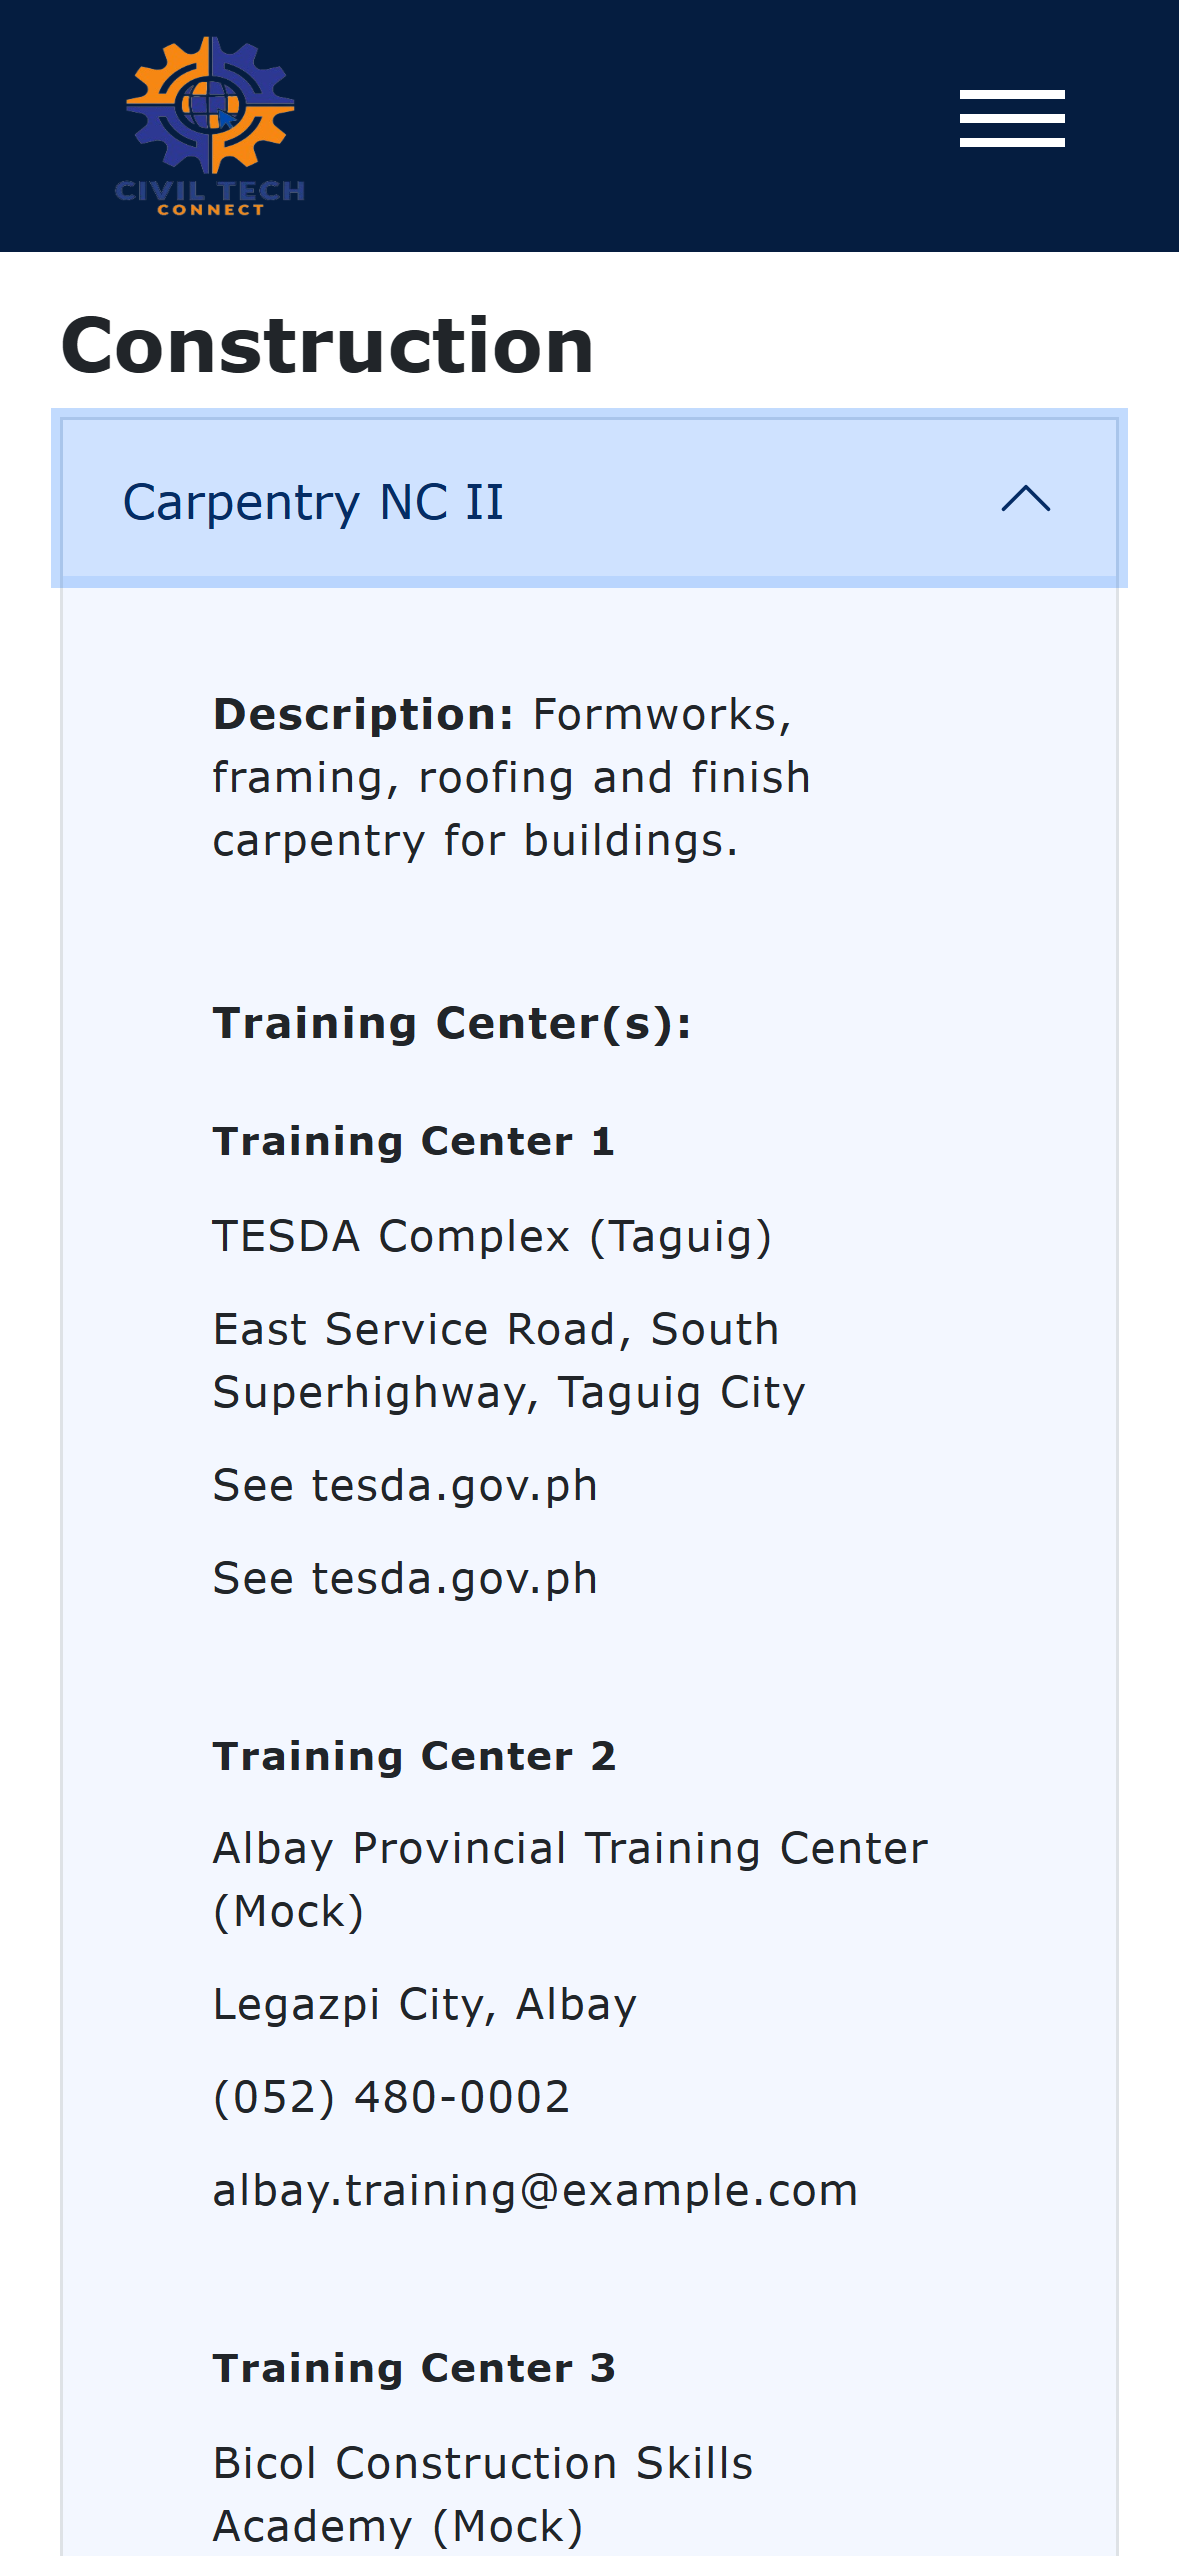 CIVIL TECH
CONNECT
Construction
Carpentry NC II
Description: Formworks,
framing, roofing and finish
carpentry for buildings.
Training Center(s):
Training Center 1
TESDA Complex (Taguig)
East Service Road, South
Superhighway, Taguig City
See tesda.gov.ph
See tesda.gov.ph
Training Center 2
Albay Provincial Training Center
(Mock)
Legazpi City, Albay
(052) 480-0002
albay.training@example.com
Training Center 3
Bicol Construction Skills
Academy (Mock)